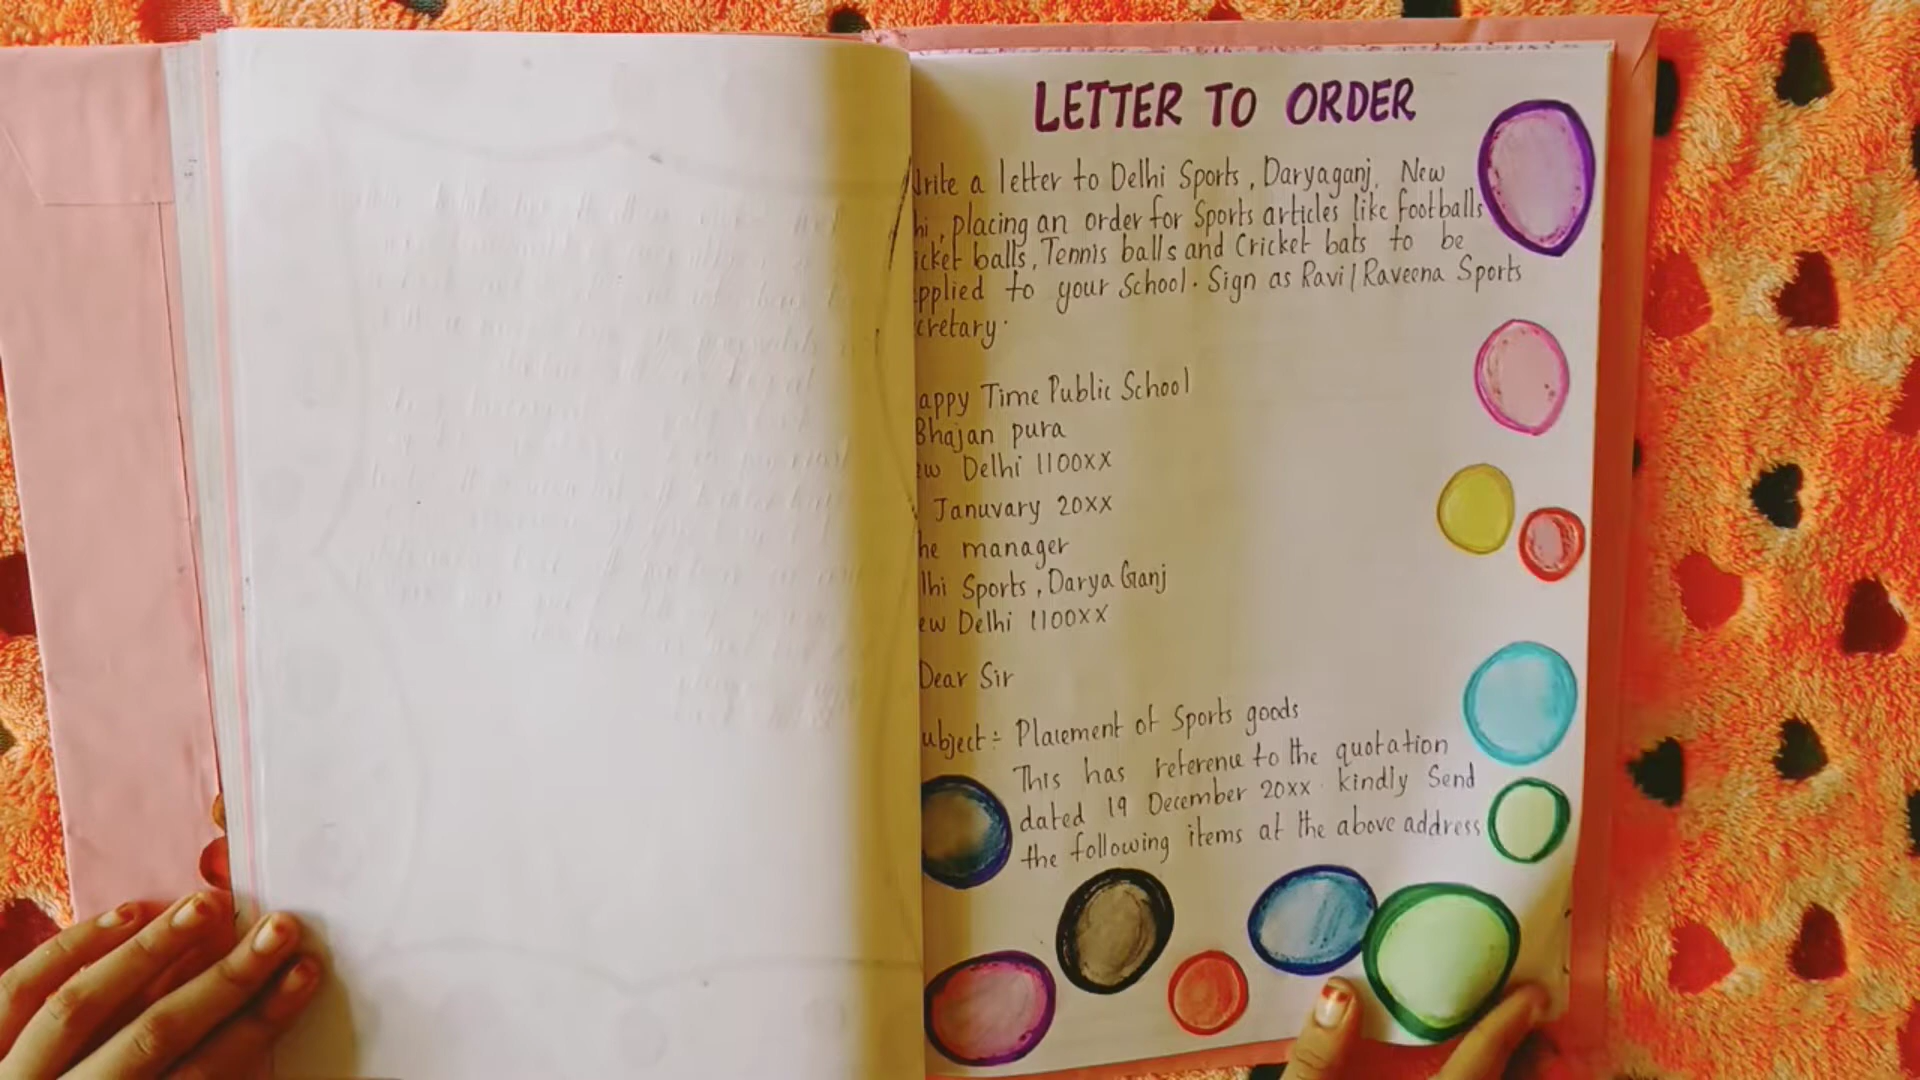 LETTER TO ORDER
Write a letter to Delhi Sports, Daryaganj, New
hi, placing an order for Sports articles like footballs
icket balls, Tennis balls and Cricket bats to be
pplied to your School. Sign as Ravi/Raveena Sports
cretary.
appy Time Public School
Bhajan pura
ew Delhi 1100XX
Januvary 20XX
he manager
lhi Sports, Darya Ganj
ew Delhi 1100XX
Dear Sir
ubject:- Placement of Sports goods
This has reference to the quotation
dated 19 December 20XX. kindly Send
the following items at the above address